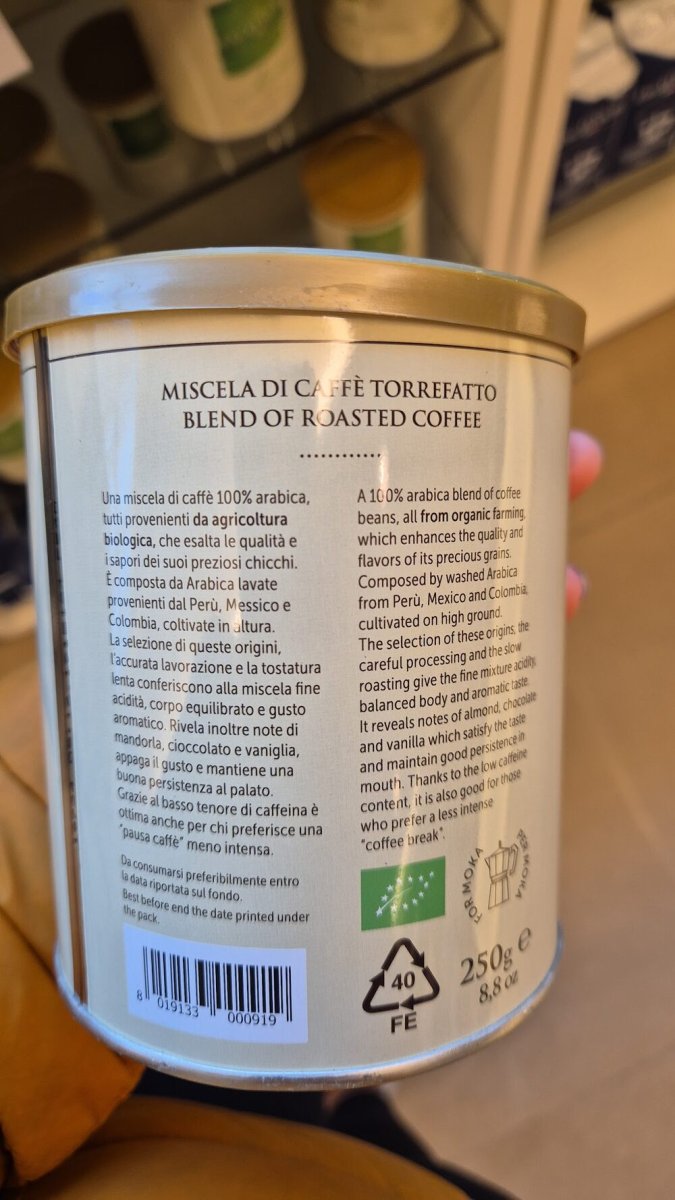 MISCELA DI CAFFÈ TORREFATTO
BLEND OF ROASTED COFFEE
Una miscela di caffè 100% arabica,
tutti provenienti da agricoltura
biologica, che esalta le qualità e
i sapori dei suoi preziosi chicchi.
È composta da Arabica lavate
provenienti dal Perù, Messico e
Colombia, coltivate in altura.
La selezione di queste origini,
l'accurata lavorazione e la tostatura
lenta conferiscono alla miscela fine
acidità, corpo equilibrato e gusto
aromatico. Rivela inoltre note di
mandorla, cioccolato e vaniglia,
appaga il gusto e mantiene una
buona persistenza al palato.
Grazie al basso tenore di caffeina è
ottima anche per chi preferisce una
"pausa caffè" meno intensa.
Da consumarsi preferibilmente entro
la data riportata sul fondo.
Best before end the date printed under
the pack.
8 019133 000919
A 100% arabica blend of coffee
beans, all from organic farming,
which enhances the quality and
flavors of its precious grains.
Composed by washed Arabica
from Perù, Mexico and Colombia,
cultivated on high ground.
The selection of these origins, the
careful processing and the slow
roasting give the fine mixture acidity,
balanced body and aromatic taste.
It reveals notes of almond, chocolate
and vanilla which satisfy the taste
and maintain good persistence in
mouth. Thanks to the low caffeine
content, it is also good for those
who prefer a less intense
"coffee break".
FOR MOKA
FOR MOKA
40
FE
250g e
8,8 oz